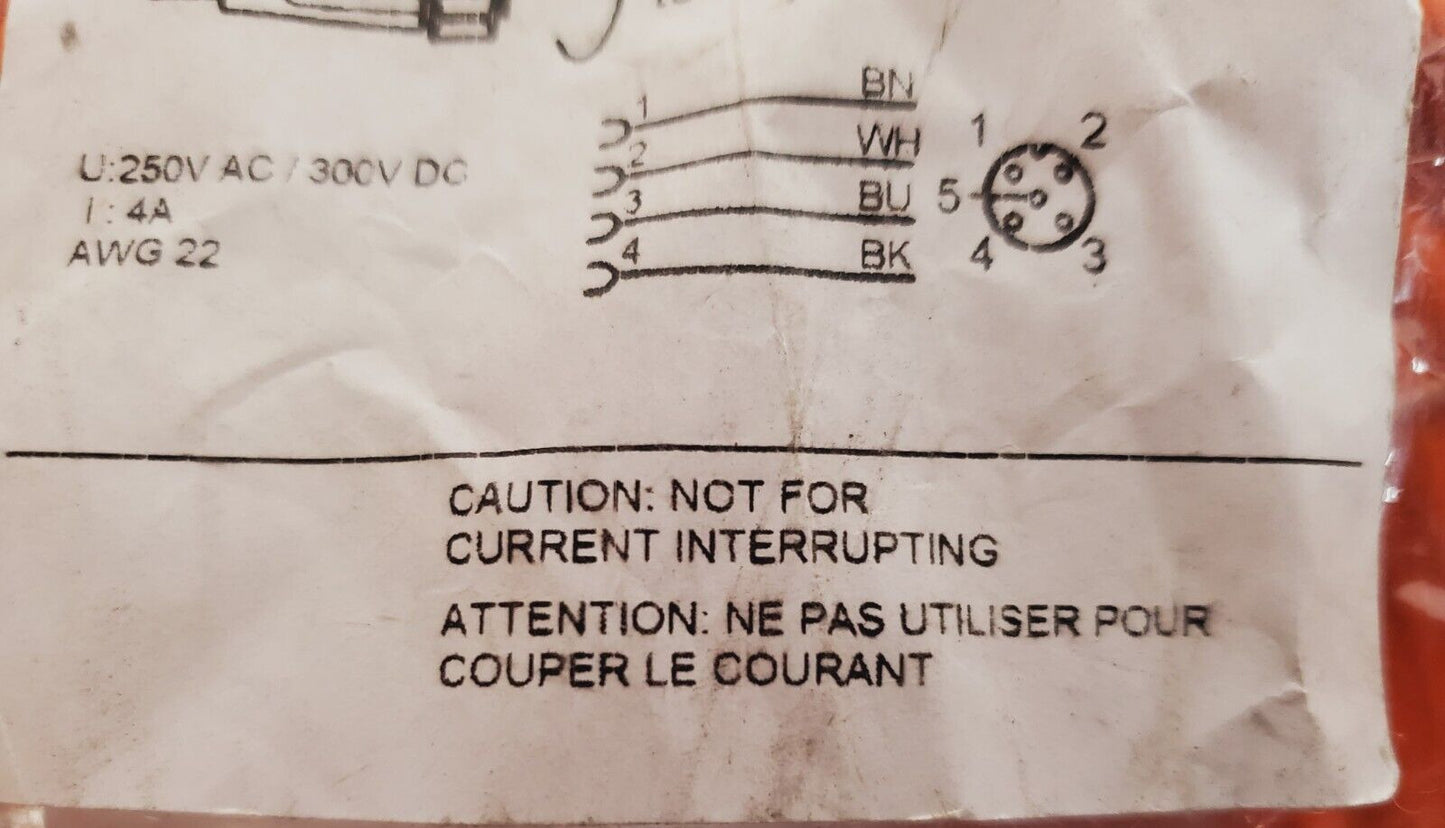 BN
1
WH
2
BU
3
BK
4
1 2
5
4 3
U:250V AC / 300V DC
I : 4A
AWG 22
CAUTION: NOT FOR
CURRENT INTERRUPTING
ATTENTION: NE PAS UTILISER POUR
COUPER LE COURANT